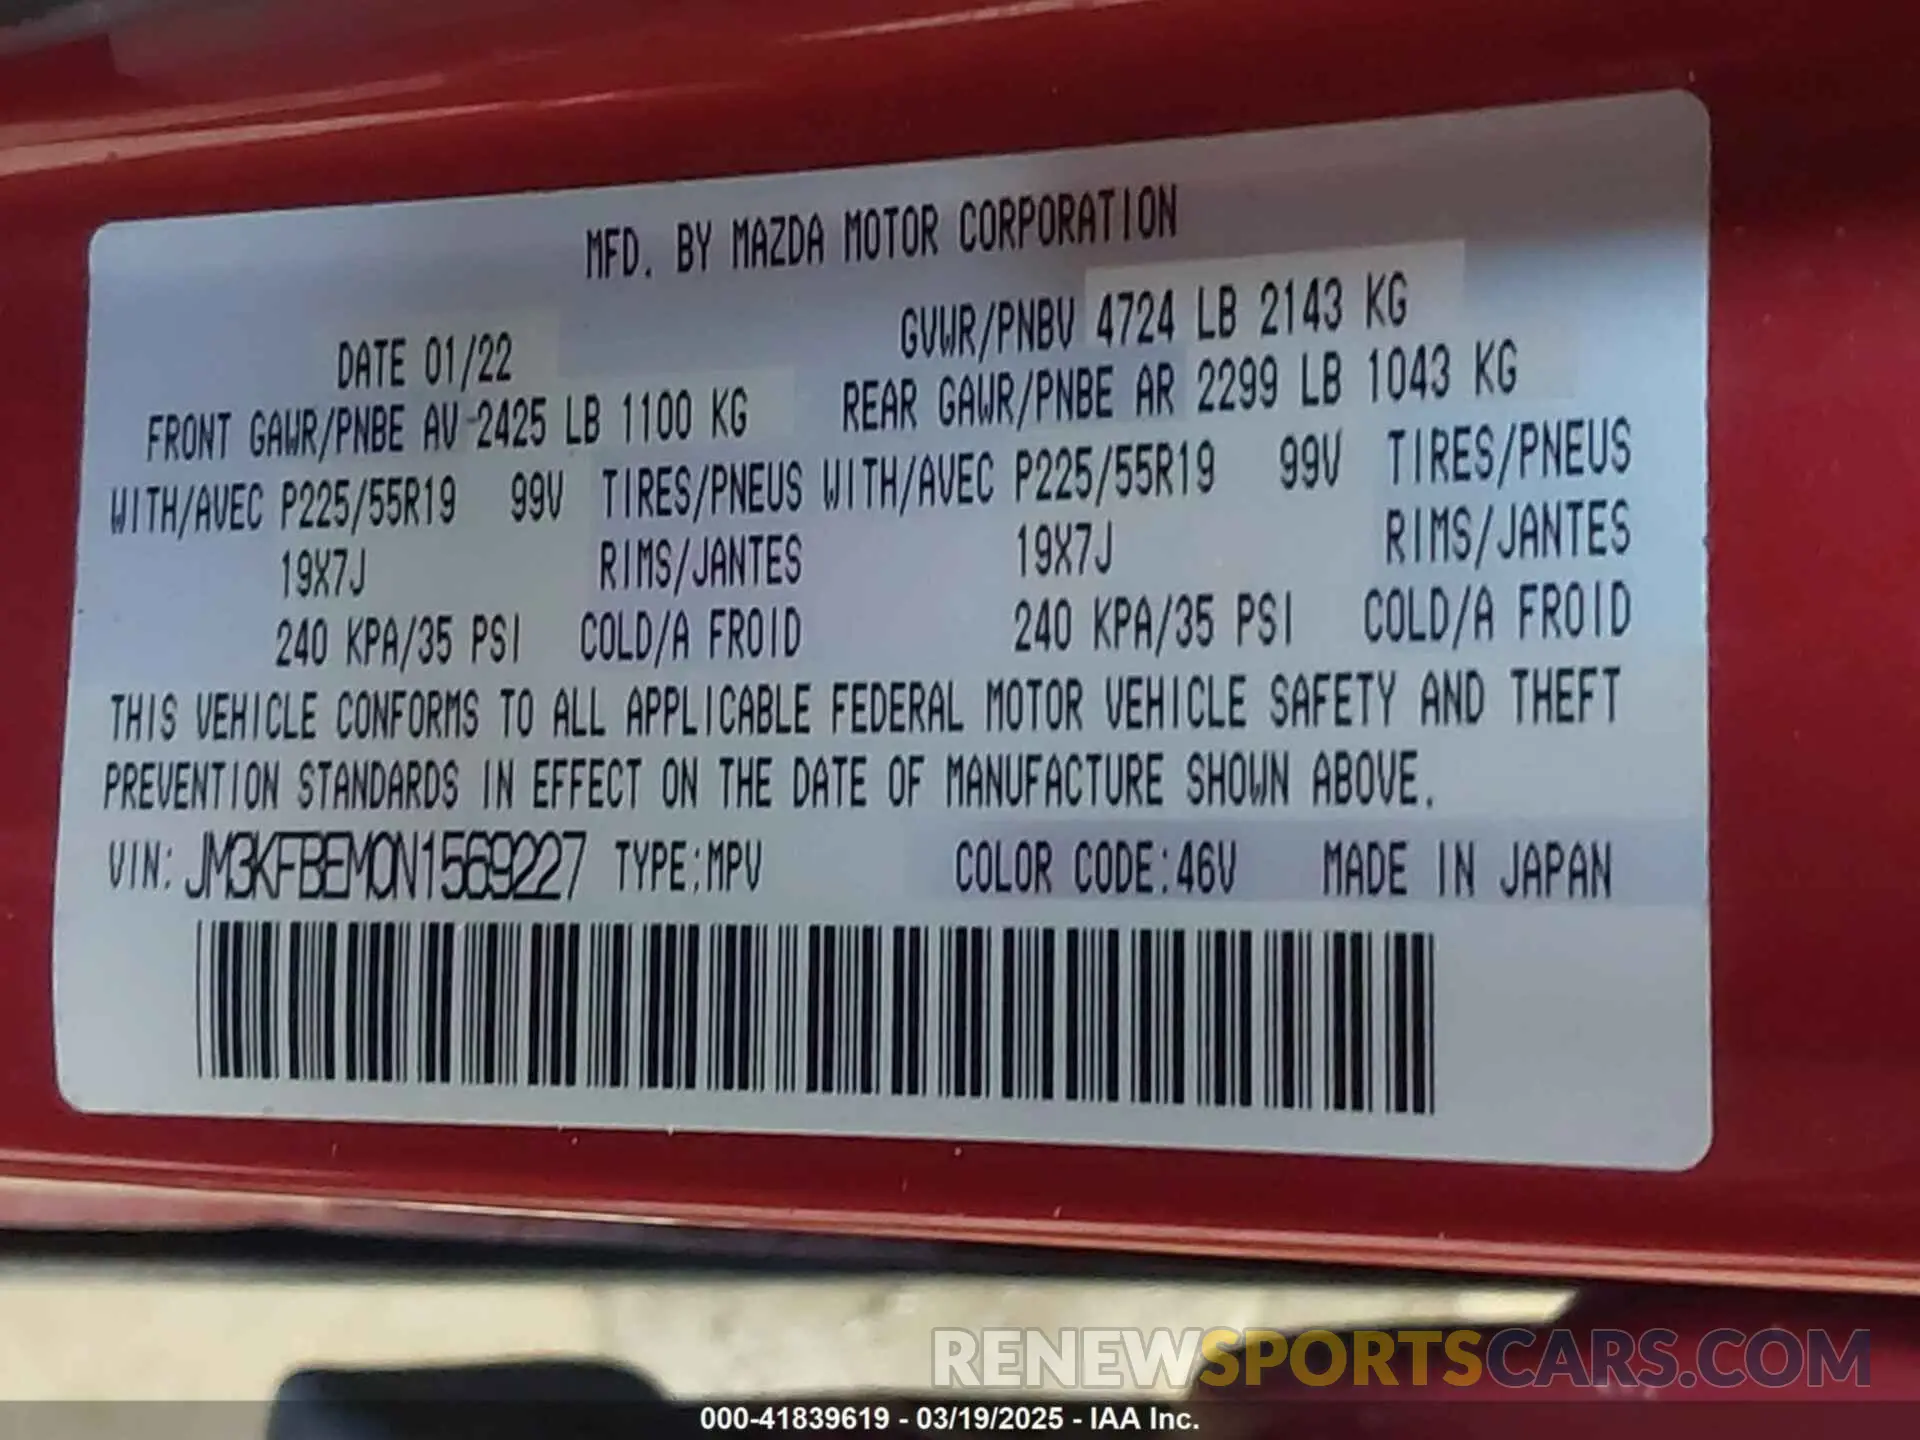 MFD. BY MAZDA MOTOR CORPORATION
DATE 01/22 GVWR/PNBV 4724 LB 2143 KG
FRONT GAWR/PNBE AV 2425 LB 1100 KG REAR GAWR/PNBE AR 2299 LB 1043 KG
WITH/AVEC P225/55R19 99V TIRES/PNEUS WITH/AVEC P225/55R19 99V TIRES/PNEUS
19X7J RIMS/JANTES 19X7J RIMS/JANTES
240 KPA/35 PSI COLD/A FROID 240 KPA/35 PSI COLD/A FROID
THIS VEHICLE CONFORMS TO ALL APPLICABLE FEDERAL MOTOR VEHICLE SAFETY AND THEFT
PREVENTION STANDARDS IN EFFECT ON THE DATE OF MANUFACTURE SHOWN ABOVE.
VIN: JM3KFBEM0N1569227 TYPE:MPV COLOR CODE:46V MADE IN JAPAN
RENEWSPORTSCARS.COM
000-41839619 - 03/19/2025 - IAA Inc.